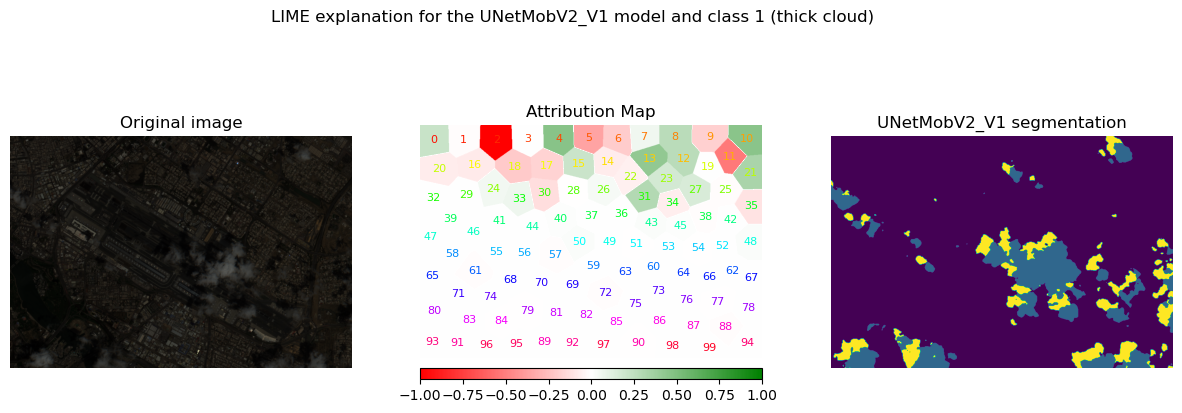 LIME explanation for the UNetMobV2_V1 model and class 1 (thick cloud)
Original image
Attribution Map
UNetMobV2_V1 segmentation
0 1 2 3 4 5 6 7 8 9
20 14 13 12 19 11
32 29 24 33 30 28 26 22 31 23 34 27 25 35
39 46 41 44 40 37 36 43 45 38 42
47 58 55 56 57 50 49 51 53 54 52 48
65 61 68 70 69 59 63 60 64 66 62 67
71 74 72 75 73 76 77 78
80 83 84 79 81 82 85 86 87 88
93 91 96 95 89 92 97 90 98 99 94
−1.00 −0.75 −0.50 −0.25 0.00 0.25 0.50 0.75 1.00